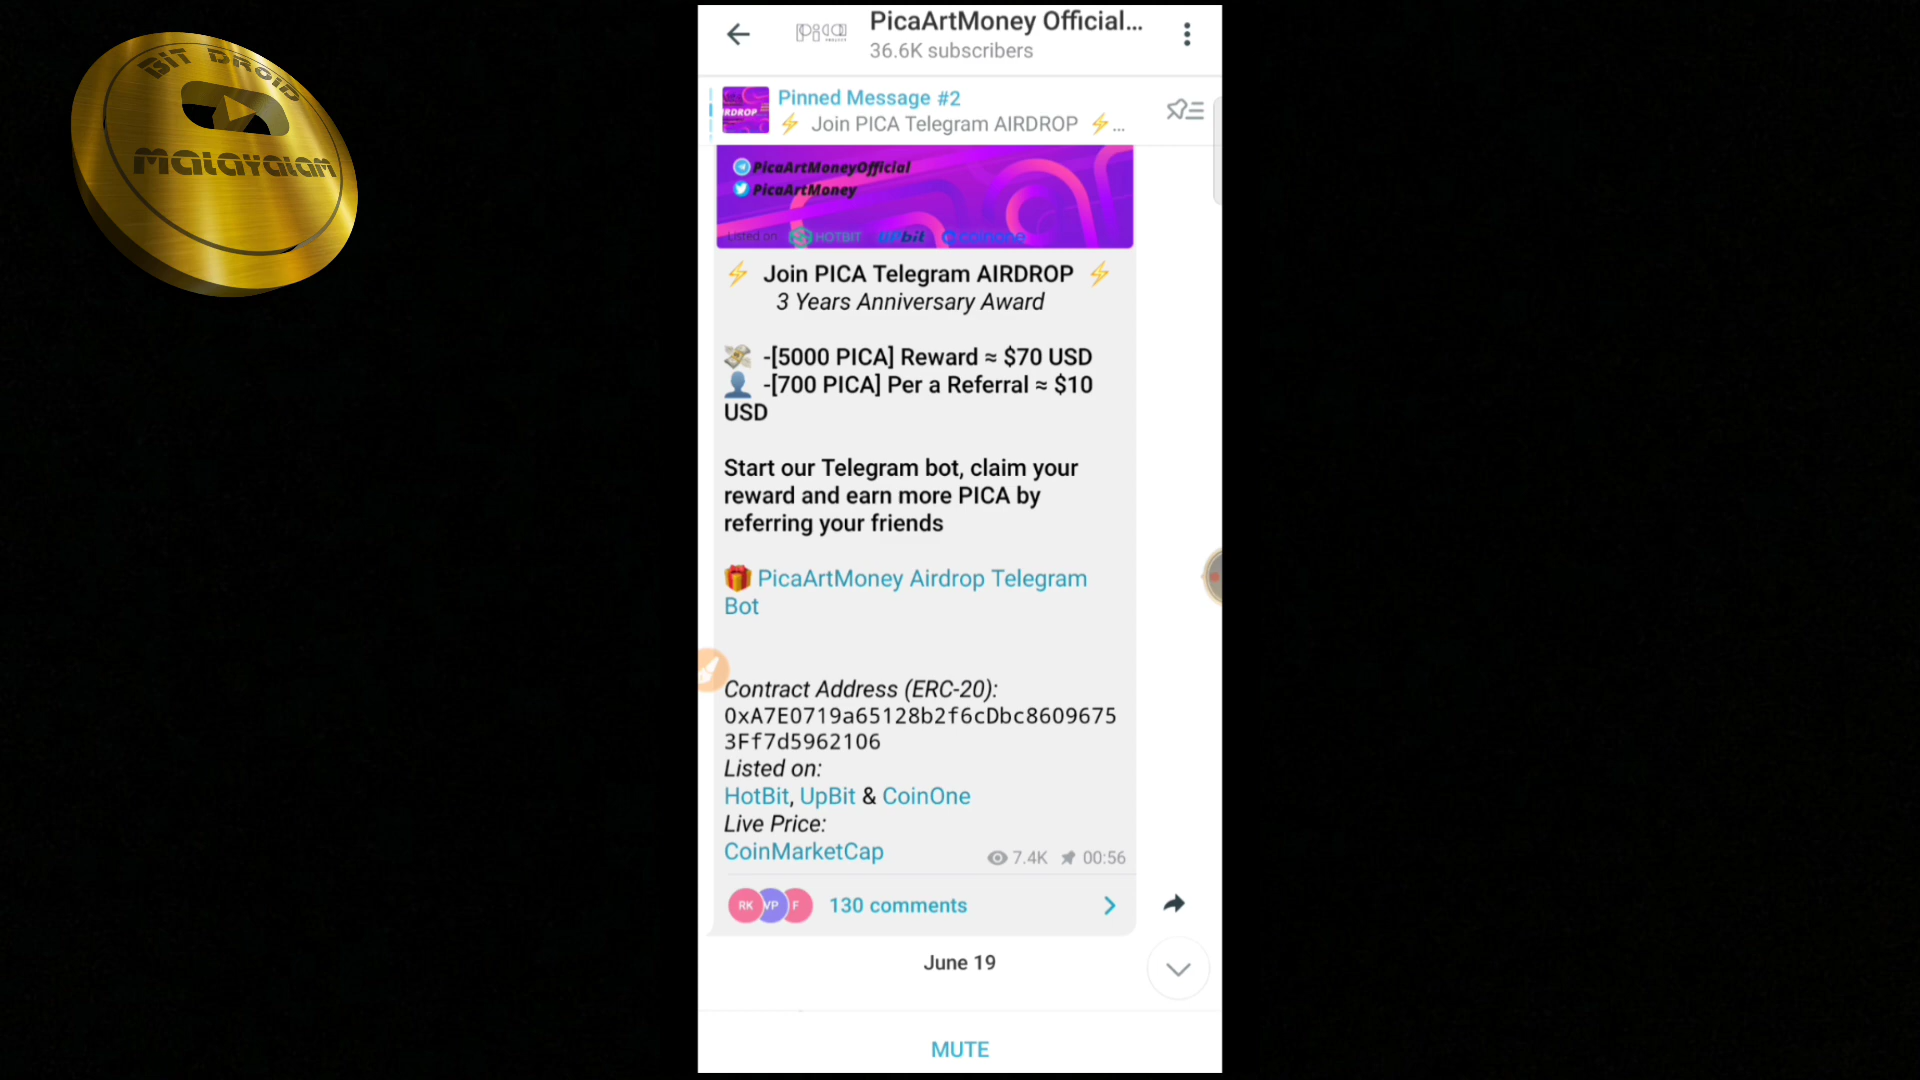 BIT DROID
MALAYALAM
PicaArtMoney Official...
36.6K subscribers
Pinned Message #2
⚡ Join PICA Telegram AIRDROP ⚡...
PicaArtMoneyOfficial
PicaArtMoney
Listed on HOTBIT UPbit coinone
⚡ Join PICA Telegram AIRDROP ⚡
3 Years Anniversary Award
💸 -[5000 PICA] Reward ≈ $70 USD
👤 -[700 PICA] Per a Referral ≈ $10
USD
Start our Telegram bot, claim your
reward and earn more PICA by
referring your friends
🎁 PicaArtMoney Airdrop Telegram
Bot
Contract Address (ERC-20):
0xA7E0719a65128b2f6cDbc8609675
3Ff7d5962106
Listed on:
HotBit, UpBit & CoinOne
Live Price:
CoinMarketCap
7.4K 00:56
RK VP F 130 comments
June 19
MUTE